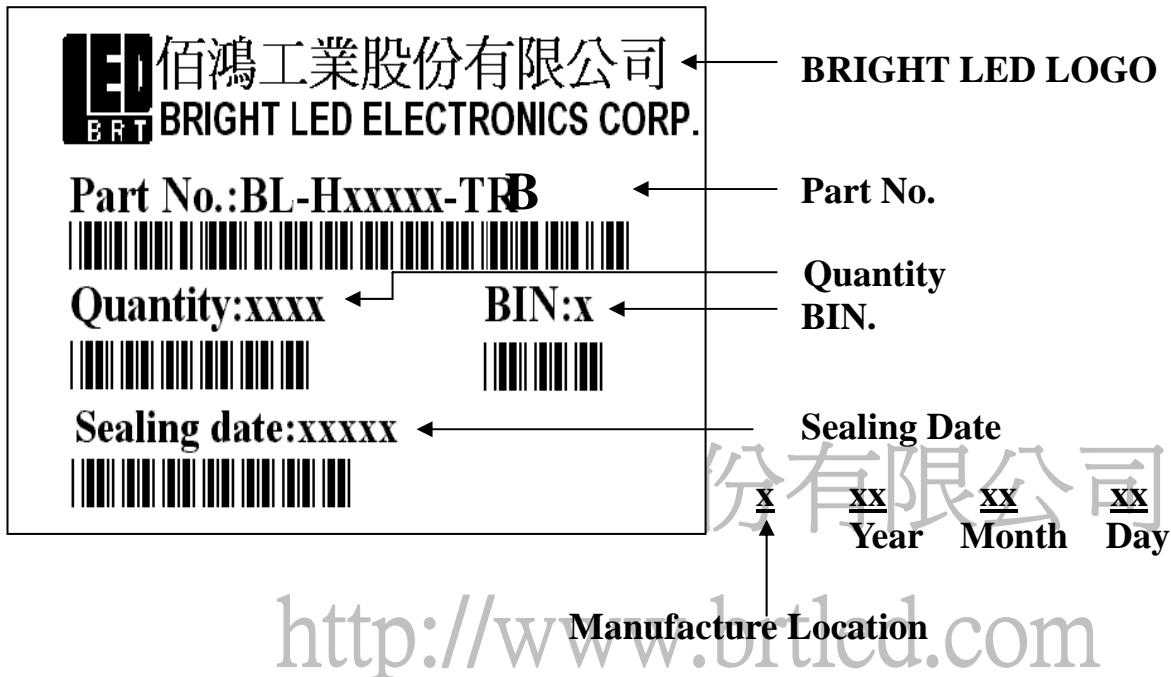 LED
BRT
佰鴻工業股份有限公司
BRIGHT LED ELECTRONICS CORP.
BRIGHT LED LOGO
Part No.:BL-Hxxxxx-TRB
Part No.
Quantity:xxxx
BIN:x
Quantity
BIN.
Sealing date:xxxxx
Sealing Date
份有限公司
x xx xx xx
Year Month Day
Manufacture Location
http://www.brtled.com